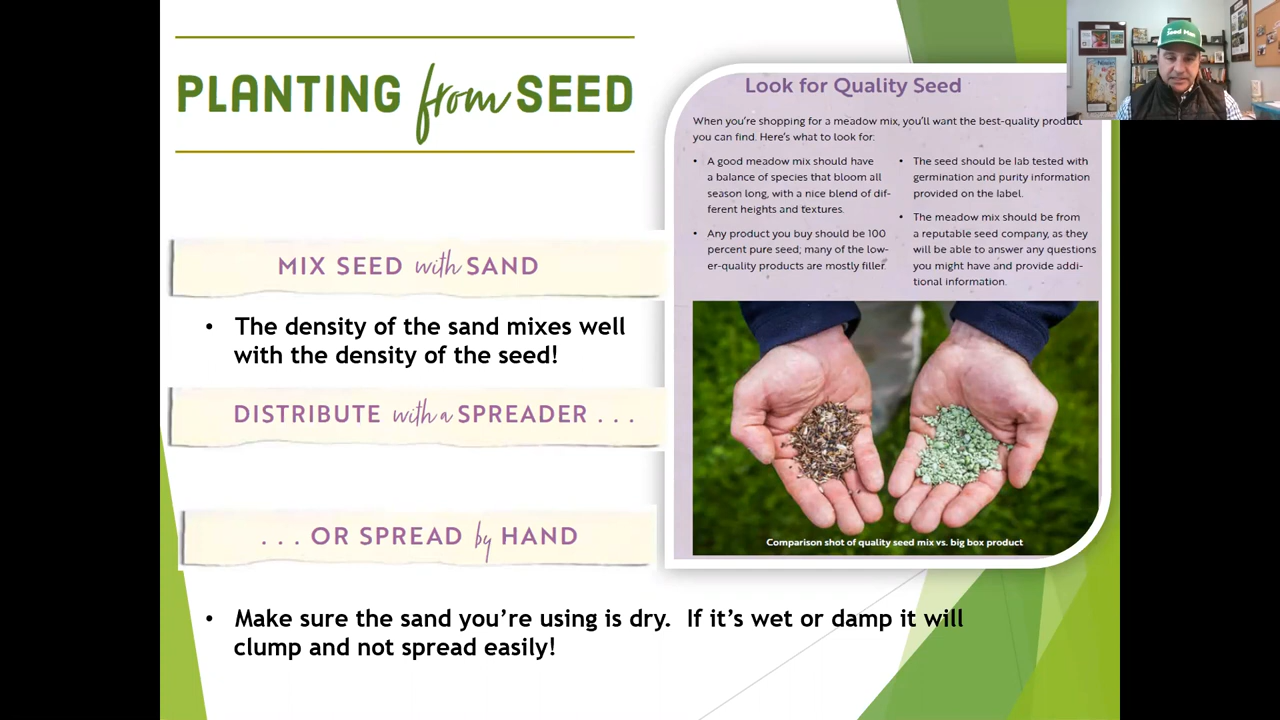 PLANTING from SEED
MIX SEED with SAND
• The density of the sand mixes well
with the density of the seed!
DISTRIBUTE with a SPREADER . . .
. . . OR SPREAD by HAND
• Make sure the sand you're using is dry.  If it's wet or damp it will
clump and not spread easily!
Look for Quality Seed
When you're shopping for a meadow mix, you'll want the best-quality product
you can find. Here's what to look for:
• A good meadow mix should have
a balance of species that bloom all
season long, with a nice blend of dif-
ferent heights and textures.
• Any product you buy should be 100
percent pure seed; many of the low-
er-quality products are mostly filler.
• The seed should be lab tested with
germination and purity information
provided on the label.
• The meadow mix should be from
a reputable seed company, as they
will be able to answer any questions
you might have and provide addi-
tional information.
Comparison shot of quality seed mix vs. big box product
Seed Man